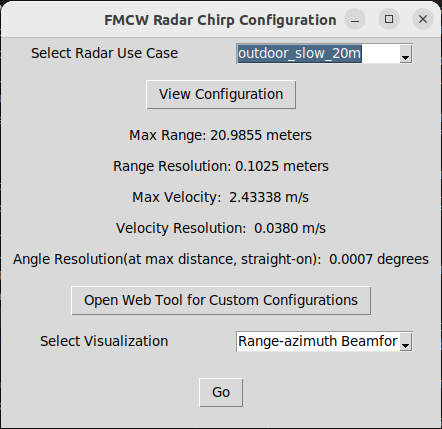 FMCW Radar Chirp Configuration
Select Radar Use Case outdoor_slow_20m
View Configuration
Max Range: 20.9855 meters
Range Resolution: 0.1025 meters
Max Velocity: 2.43338 m/s
Velocity Resolution: 0.0380 m/s
Angle Resolution(at max distance, straight-on): 0.0007 degrees
Open Web Tool for Custom Configurations
Select Visualization Range-azimuth Beamfor
Go